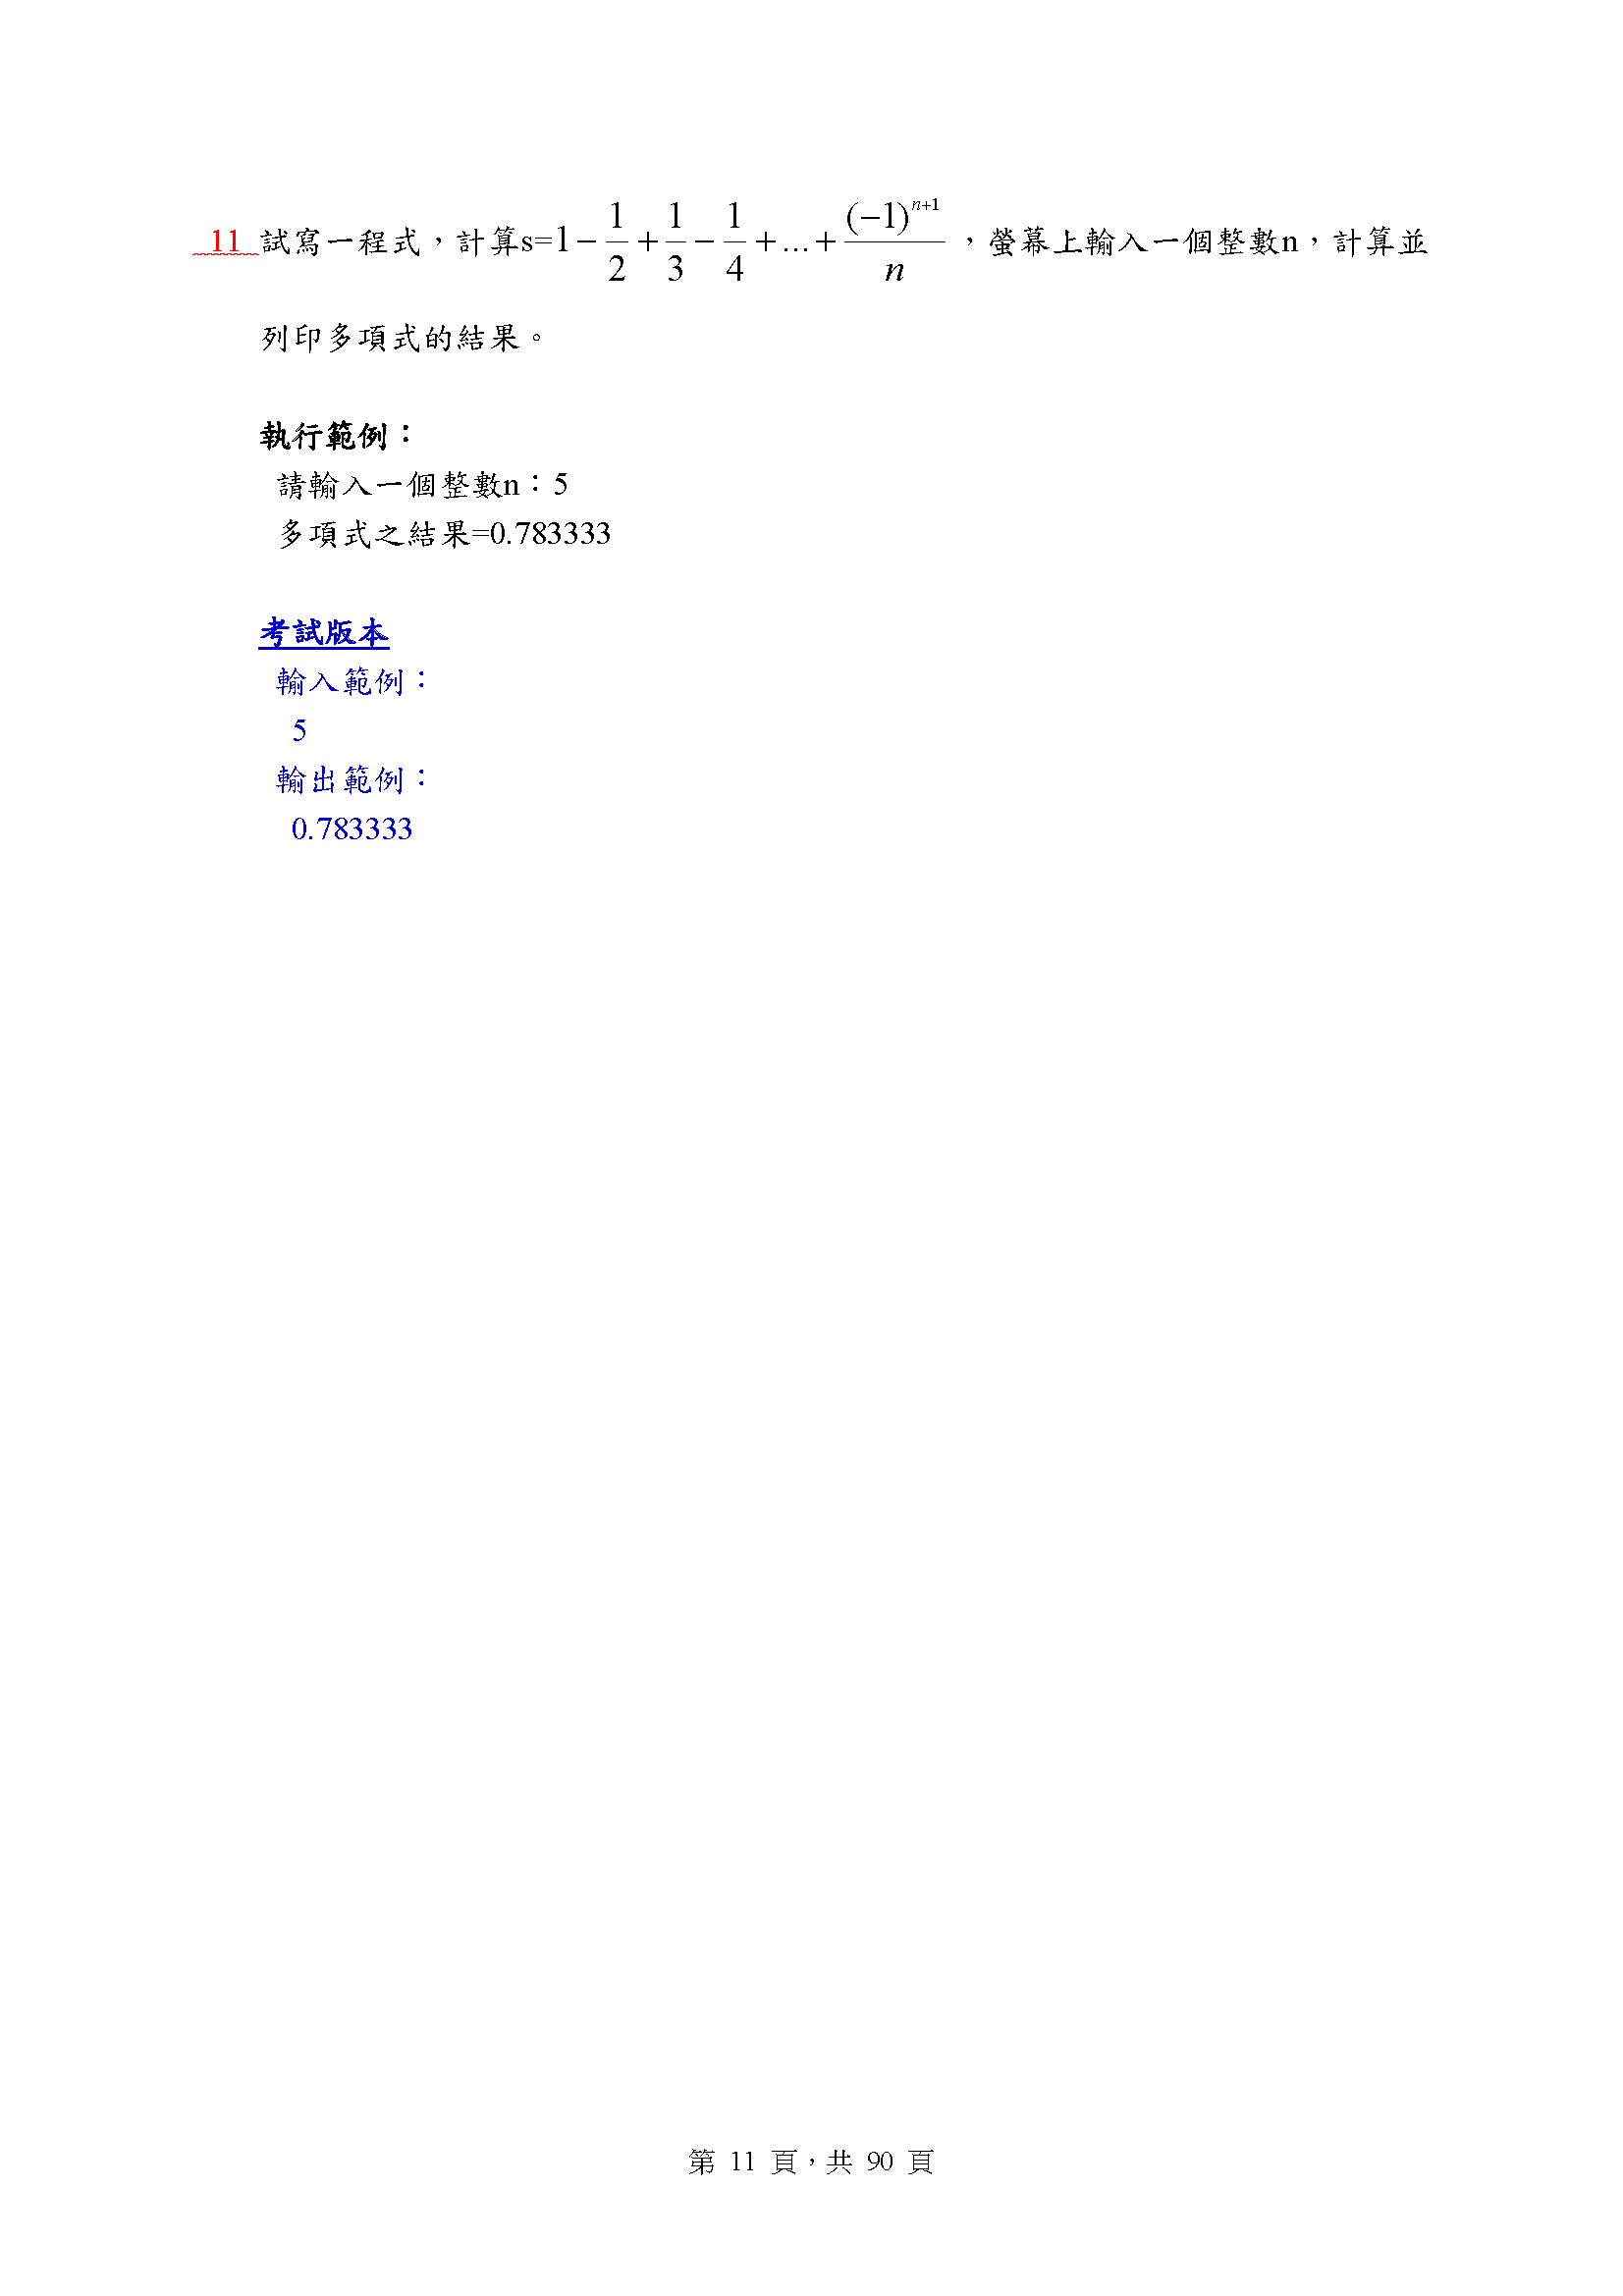 11 試寫一程式，計算s=1−1/2+1/3−1/4+...+(−1)^{n+1}/n，螢幕上輸入一個整數n，計算並
列印多項式的結果。
執行範例：
請輸入一個整數n：5
多項式之結果=0.783333
考試版本
輸入範例：
5
輸出範例：
0.783333
第 11 頁，共 90 頁